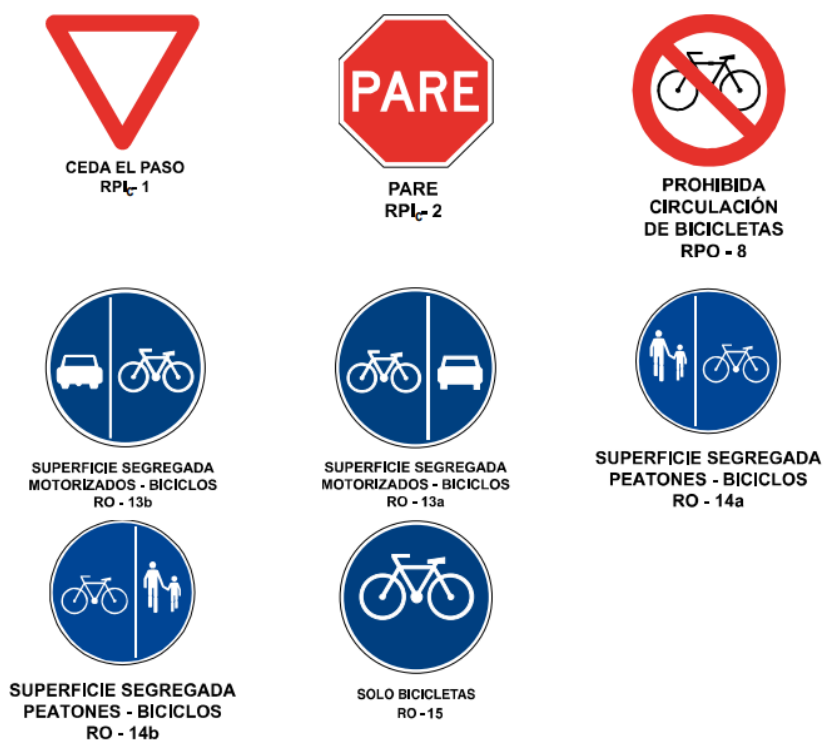 CEDA EL PASO
RPIC- 1
PARE
PARE
RPIC- 2
PROHIBIDA
CIRCULACIÓN
DE BICICLETAS
RPO - 8
SUPERFICIE SEGREGADA
MOTORIZADOS - BICICLOS
RO - 13b
SUPERFICIE SEGREGADA
MOTORIZADOS - BICICLOS
RO - 13a
SUPERFICIE SEGREGADA
PEATONES - BICICLOS
RO - 14a
SUPERFICIE SEGREGADA
PEATONES - BICICLOS
RO - 14b
SOLO BICICLETAS
RO - 15